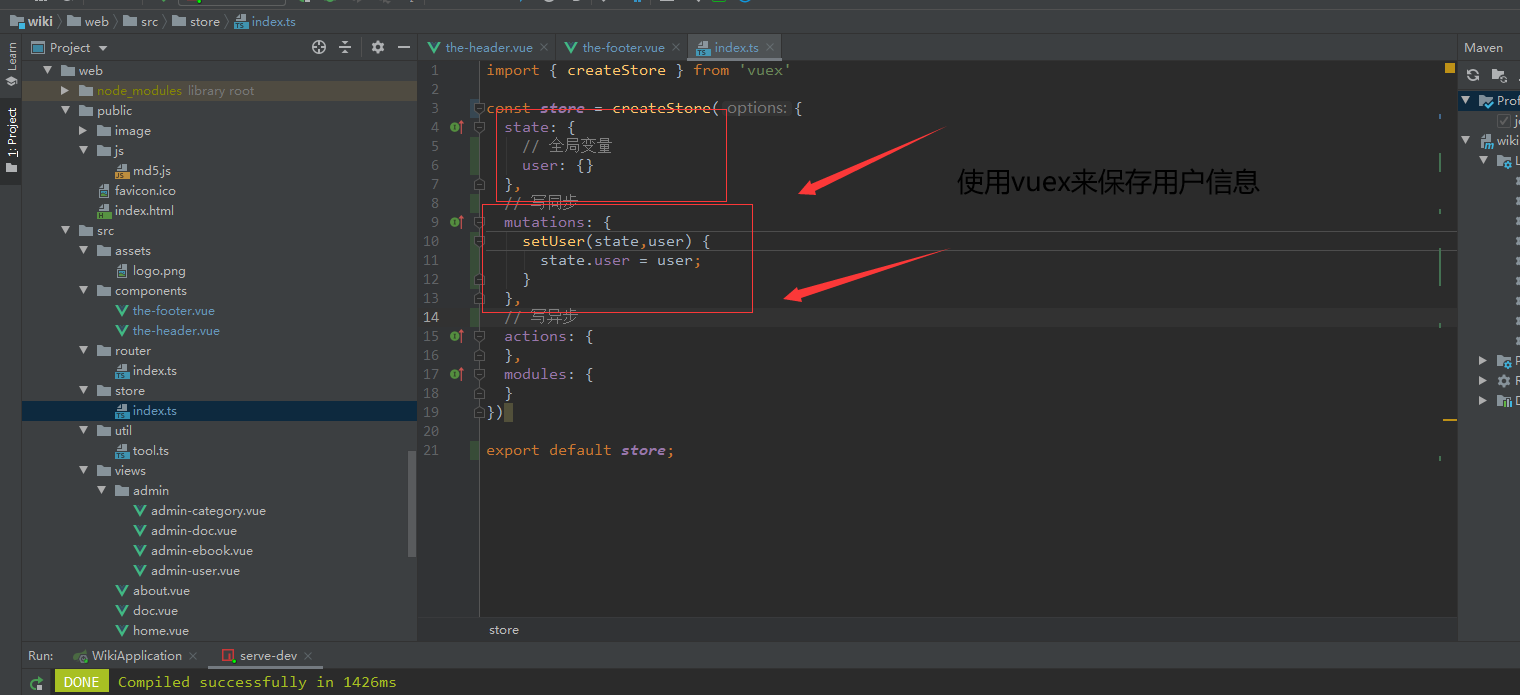 wiki web src store index.ts
Learn
1: Project
Project
the-header.vue
the-footer.vue
index.ts
Maven
web
node_modules library root
public
image
js
md5.js
favicon.ico
index.html
src
assets
logo.png
components
the-footer.vue
the-header.vue
router
index.ts
store
index.ts
util
tool.ts
views
admin
admin-category.vue
admin-doc.vue
admin-ebook.vue
admin-user.vue
about.vue
doc.vue
home.vue
1 import { createStore } from 'vuex'
2
3 const store = createStore( options: {
4 state: {
5 // 全局变量
6 user: {}
7 },
8 // 写同步
9 mutations: {
10 setUser(state,user) {
11 state.user = user;
12 }
13 },
14 // 写异步
15 actions: {
16 },
17 modules: {
18 }
19 })
20
21 export default store;
使用vuex来保存用户信息
wiki
store
Run: WikiApplication serve-dev
DONE Compiled successfully in 1426ms